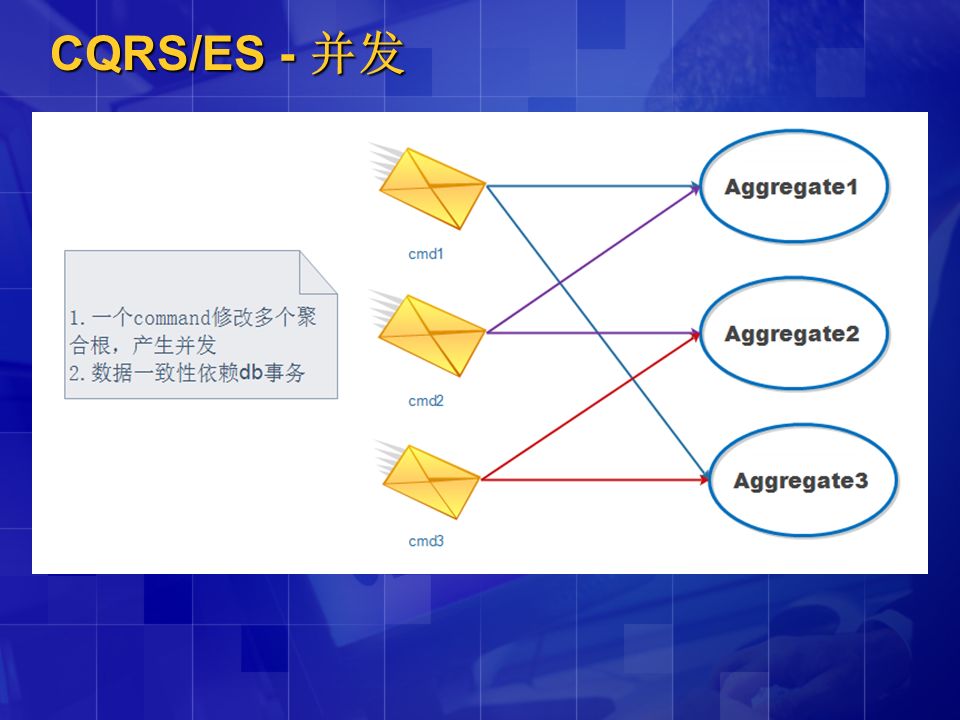 CQRS/ES - 并发
1.一个command修改多个聚
合根，产生并发
2.数据一致性依赖db事务
cmd1
cmd2
cmd3
Aggregate1
Aggregate2
Aggregate3